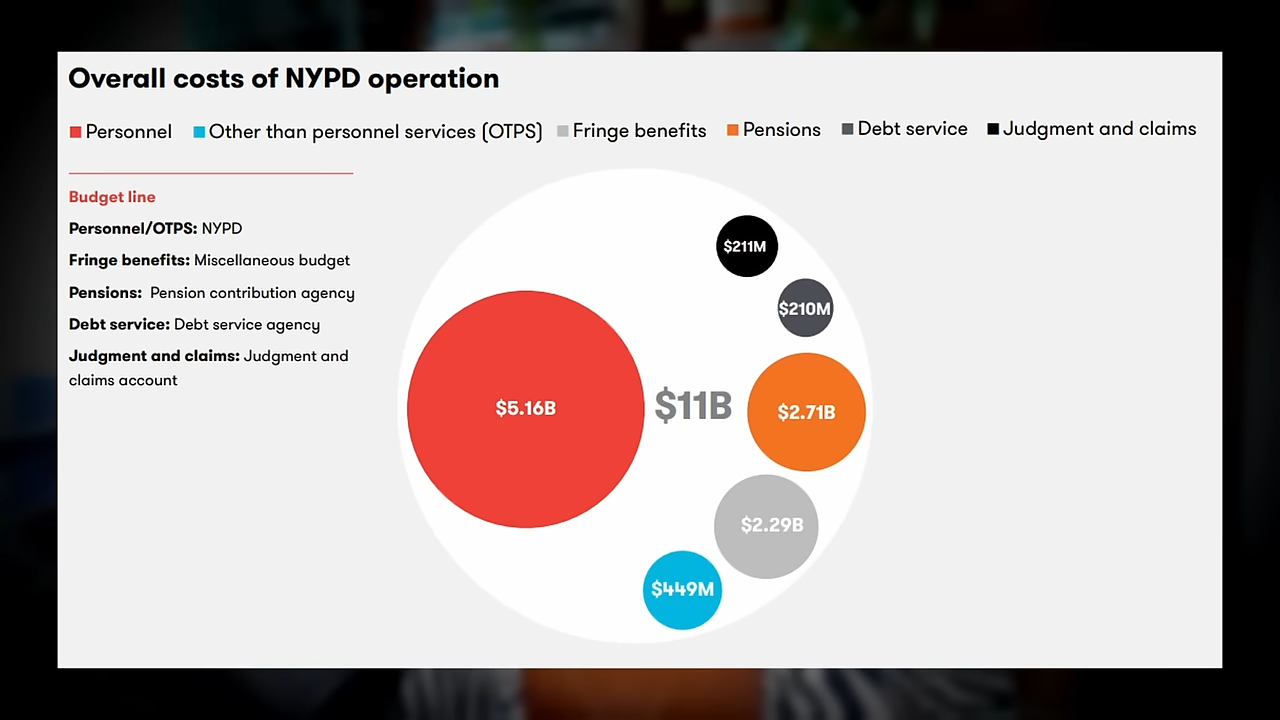 Overall costs of NYPD operation
Personnel Other than personnel services (OTPS) Fringe benefits Pensions Debt service Judgment and claims
Budget line
Personnel/OTPS: NYPD
Fringe benefits: Miscellaneous budget
Pensions: Pension contribution agency
Debt service: Debt service agency
Judgment and claims: Judgment and
claims account
$211M
$210M
$5.16B
$11B
$2.71B
$2.29B
$449M